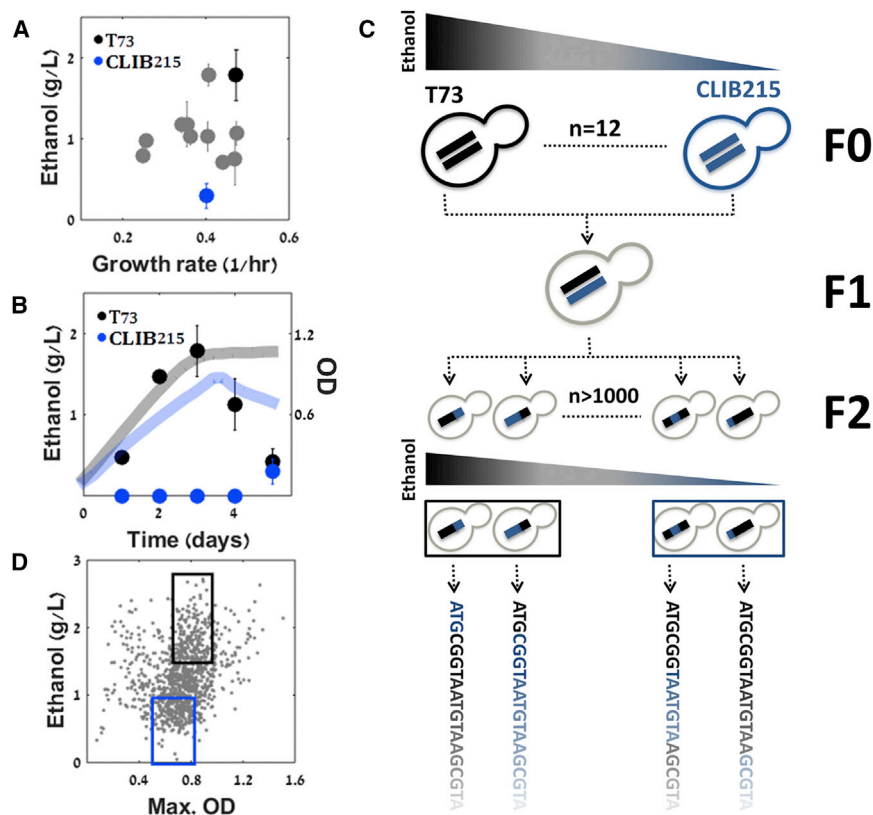 A
T73
CLIB215
Ethanol (g/L)
2
1
0
0.2
0.4
0.6
Growth rate (1/hr)
B
T73
CLIB215
Ethanol (g/L)
2
1
1.2
0.6
OD
0
2
4
Time (days)
D
Ethanol (g/L)
3
2
1
0
0.4
0.8
1.2
1.6
Max. OD
C
Ethanol
T73
CLIB215
n=12
F0
F1
n>1000
F2
Ethanol
ATGCGGTAATGTAAGCGTA
ATGCGGTAATGTAAGCGTA
ATGCGGTAATGTAAGCGTA
ATGCGGTAATGTAAGCGTA